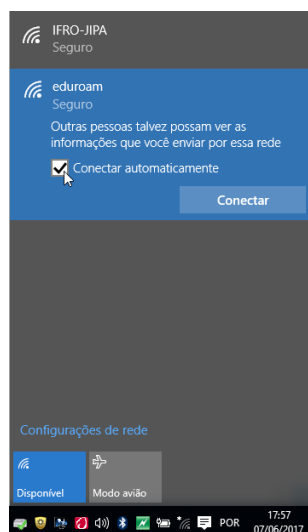 IFRO-JIPA
Seguro
eduroam
Seguro
Outras pessoas talvez possam ver as
informações que você enviar por essa rede
Conectar automaticamente
Conectar
Configurações de rede
Disponível
Modo avião
POR
17:57
07/06/2017